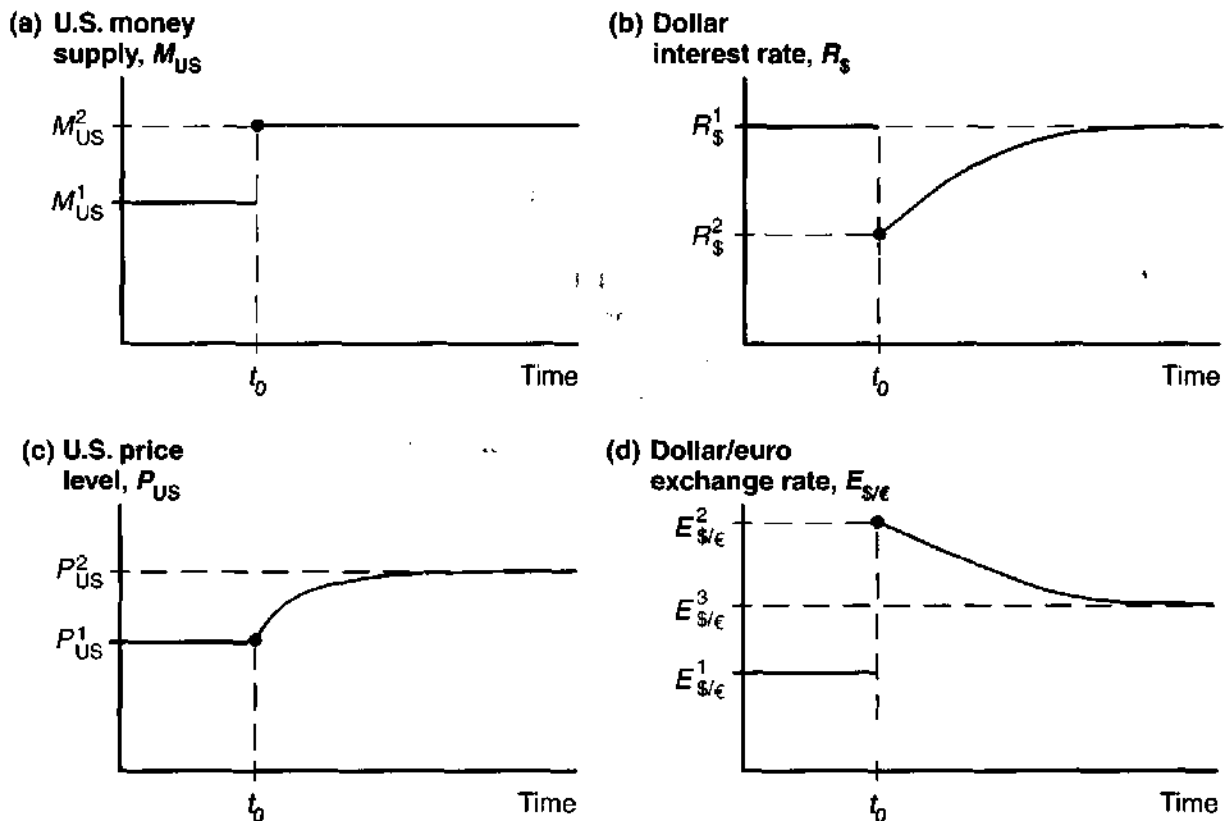 (a) U.S. money
supply, M_US
M²_US
M¹_US
t₀
Time
(b) Dollar
interest rate, R_$
R¹_$
R²_$
t₀
Time
(c) U.S. price
level, P_US
P²_US
P¹_US
t₀
Time
(d) Dollar/euro
exchange rate, E_$/€
E²_$/€
E³_$/€
E¹_$/€
t₀
Time